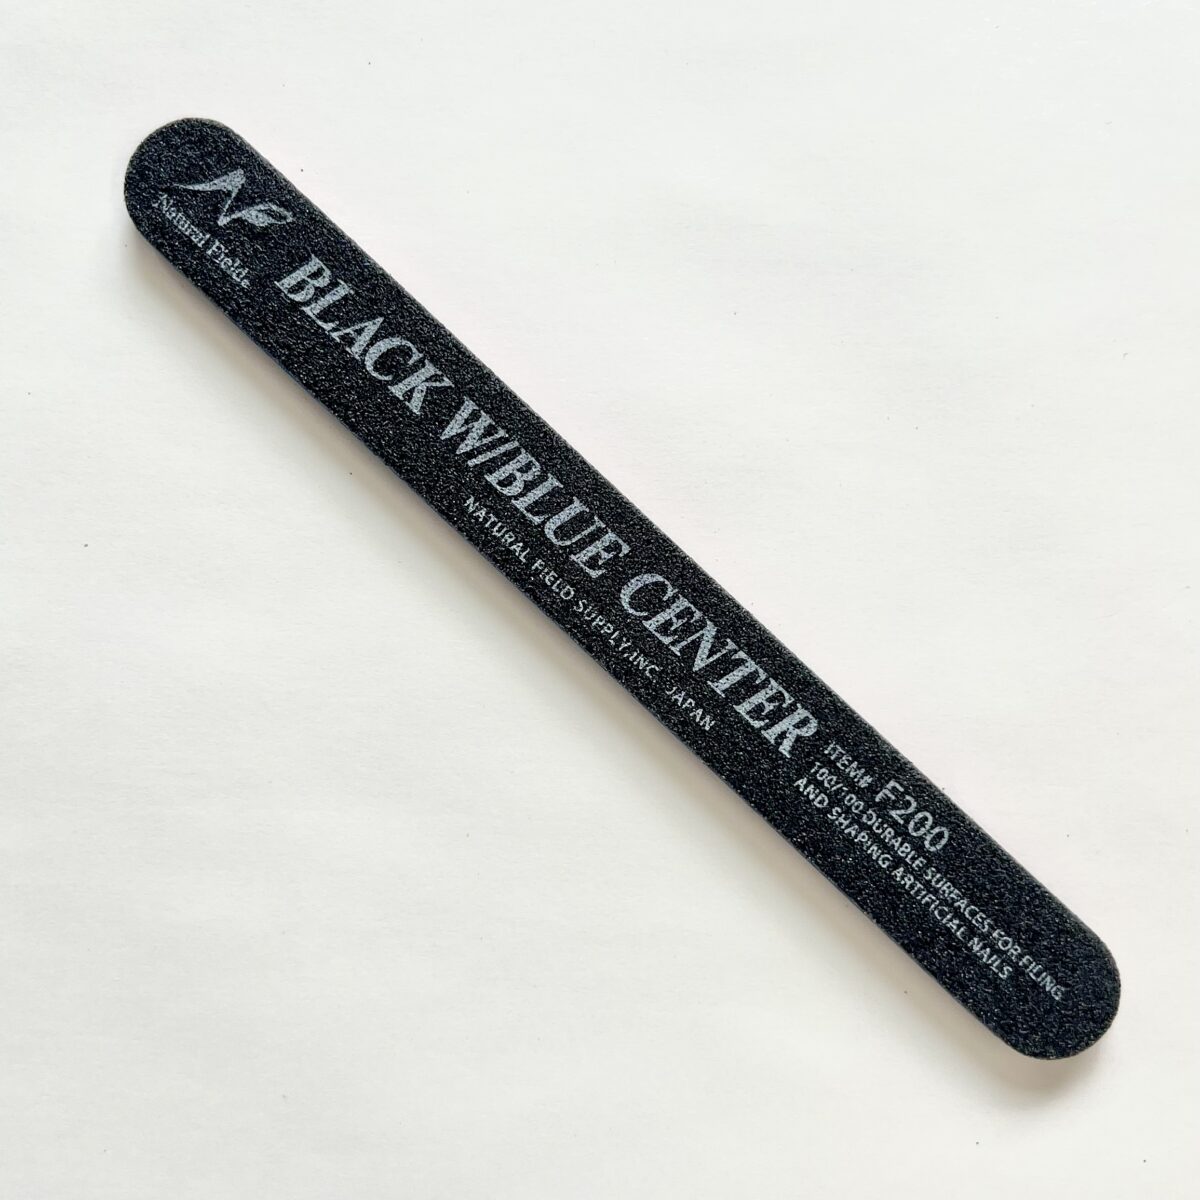 NF
Natural Field
BLACK W/BLUE CENTER
NATURAL FIELD SUPPLY,INC. JAPAN
ITEM# F200
100/100 DURABLE SURFACES FOR FILING
AND SHAPING ARTIFICIAL NAILS